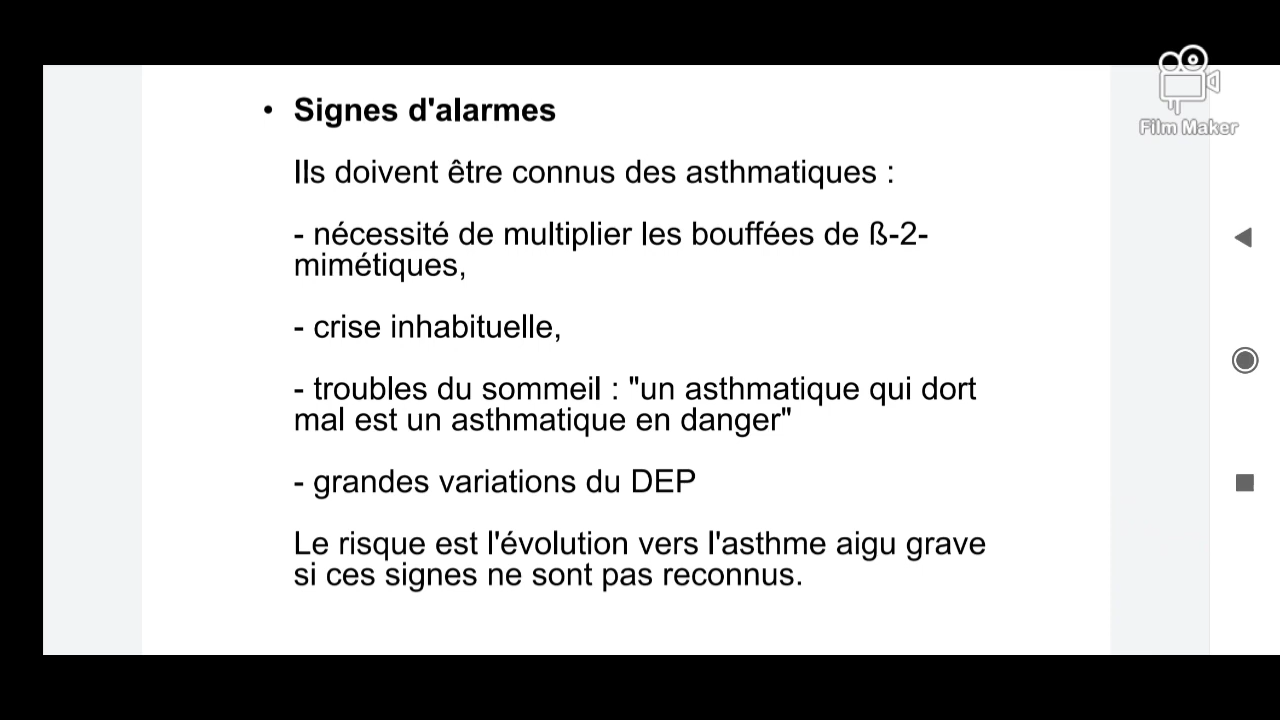 • Signes d'alarmes
Ils doivent être connus des asthmatiques :
- nécessité de multiplier les bouffées de ß-2-
mimétiques,
- crise inhabituelle,
- troubles du sommeil : "un asthmatique qui dort
mal est un asthmatique en danger"
- grandes variations du DEP
Le risque est l'évolution vers l'asthme aigu grave
si ces signes ne sont pas reconnus.
Film Maker